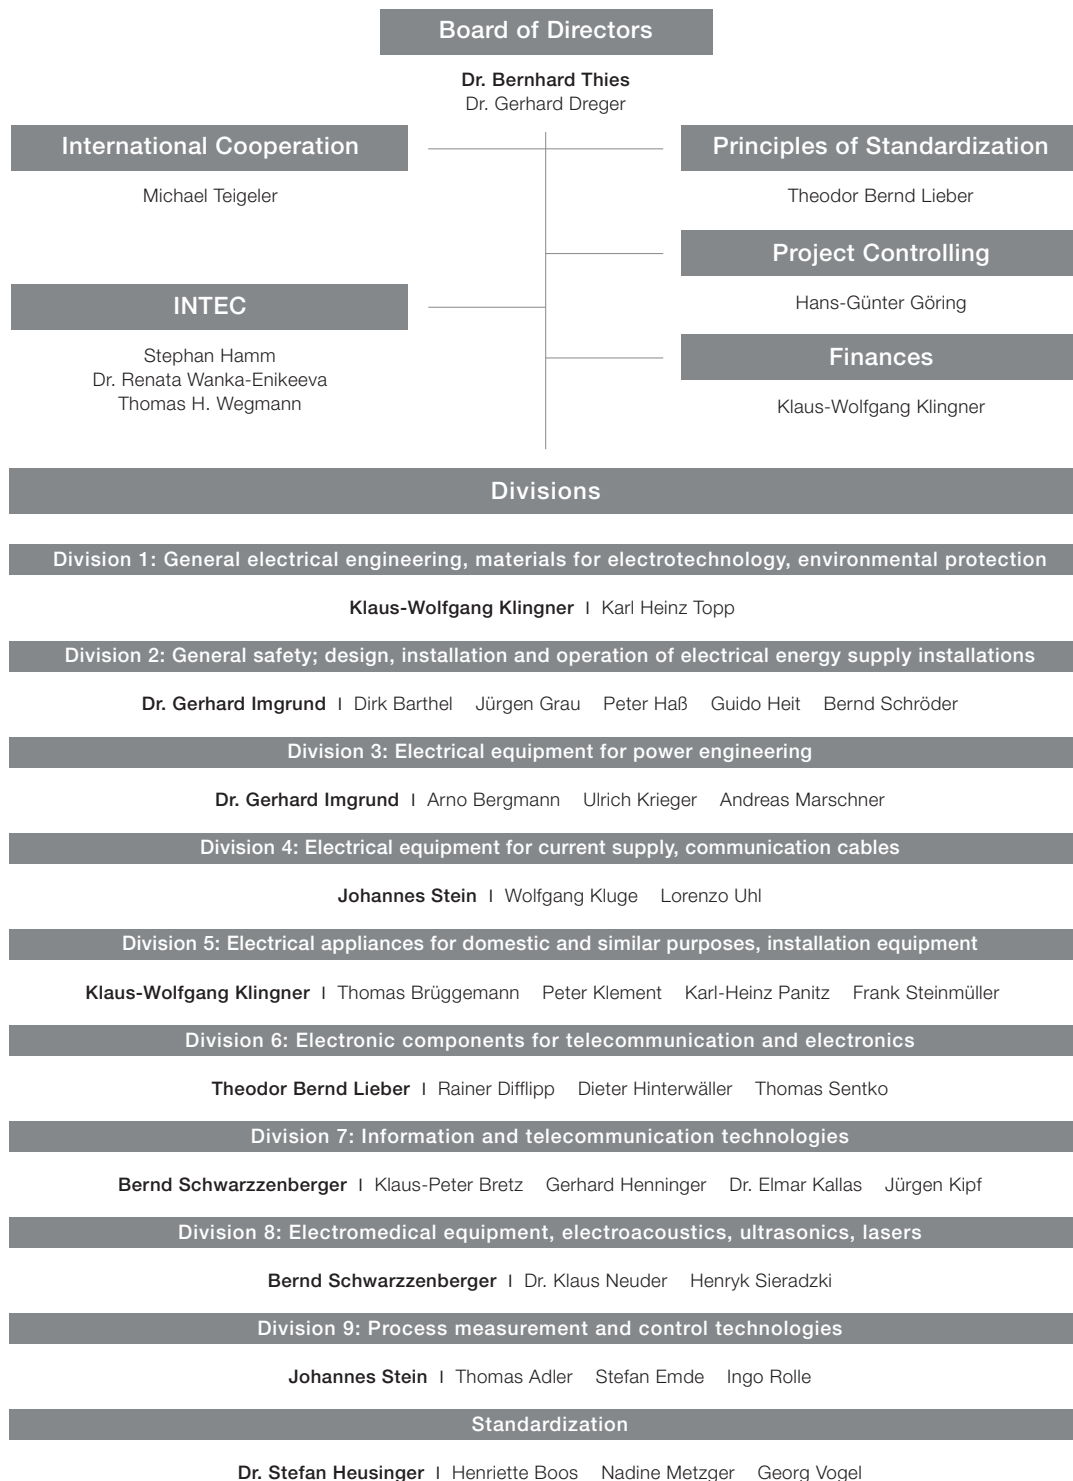 Board of Directors
Dr. Bernhard Thies
Dr. Gerhard Dreger
International Cooperation
Michael Teigeler
Principles of Standardization
Theodor Bernd Lieber
Project Controlling
Hans-Günter Göring
INTEC
Stephan Hamm
Dr. Renata Wanka-Enikeeva
Thomas H. Wegmann
Finances
Klaus-Wolfgang Klingner
Divisions
Division 1: General electrical engineering, materials for electrotechnology, environmental protection
Klaus-Wolfgang Klingner | Karl Heinz Topp
Division 2: General safety; design, installation and operation of electrical energy supply installations
Dr. Gerhard Imgrund | Dirk Barthel Jürgen Grau Peter Haß Guido Heit Bernd Schröder
Division 3: Electrical equipment for power engineering
Dr. Gerhard Imgrund | Arno Bergmann Ulrich Krieger Andreas Marschner
Division 4: Electrical equipment for current supply, communication cables
Johannes Stein | Wolfgang Kluge Lorenzo Uhl
Division 5: Electrical appliances for domestic and similar purposes, installation equipment
Klaus-Wolfgang Klingner | Thomas Brüggemann Peter Klement Karl-Heinz Panitz Frank Steinmüller
Division 6: Electronic components for telecommunication and electronics
Theodor Bernd Lieber | Rainer Difflipp Dieter Hinterwäller Thomas Sentko
Division 7: Information and telecommunication technologies
Bernd Schwarzzenberger | Klaus-Peter Bretz Gerhard Henninger Dr. Elmar Kallas Jürgen Kipf
Division 8: Electromedical equipment, electroacoustics, ultrasonics, lasers
Bernd Schwarzzenberger | Dr. Klaus Neuder Henryk Sieradzki
Division 9: Process measurement and control technologies
Johannes Stein | Thomas Adler Stefan Emde Ingo Rolle
Standardization
Dr. Stefan Heusinger | Henriette Boos Nadine Metzger Georg Vogel